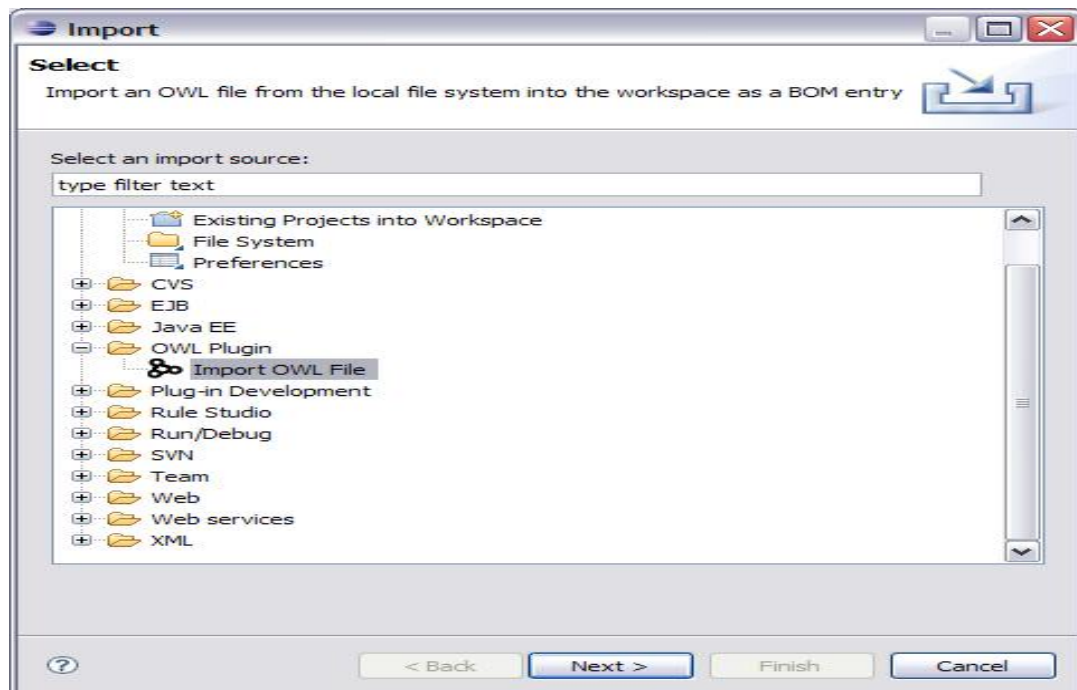 Import
Select
Import an OWL file from the local file system into the workspace as a BOM entry
Select an import source:
type filter text
Existing Projects into Workspace
File System
Preferences
CVS
EJB
Java EE
OWL Plugin
Import OWL File
Plug-in Development
Rule Studio
Run/Debug
SVN
Team
Web
Web services
XML
?
< Back
Next >
Finish
Cancel